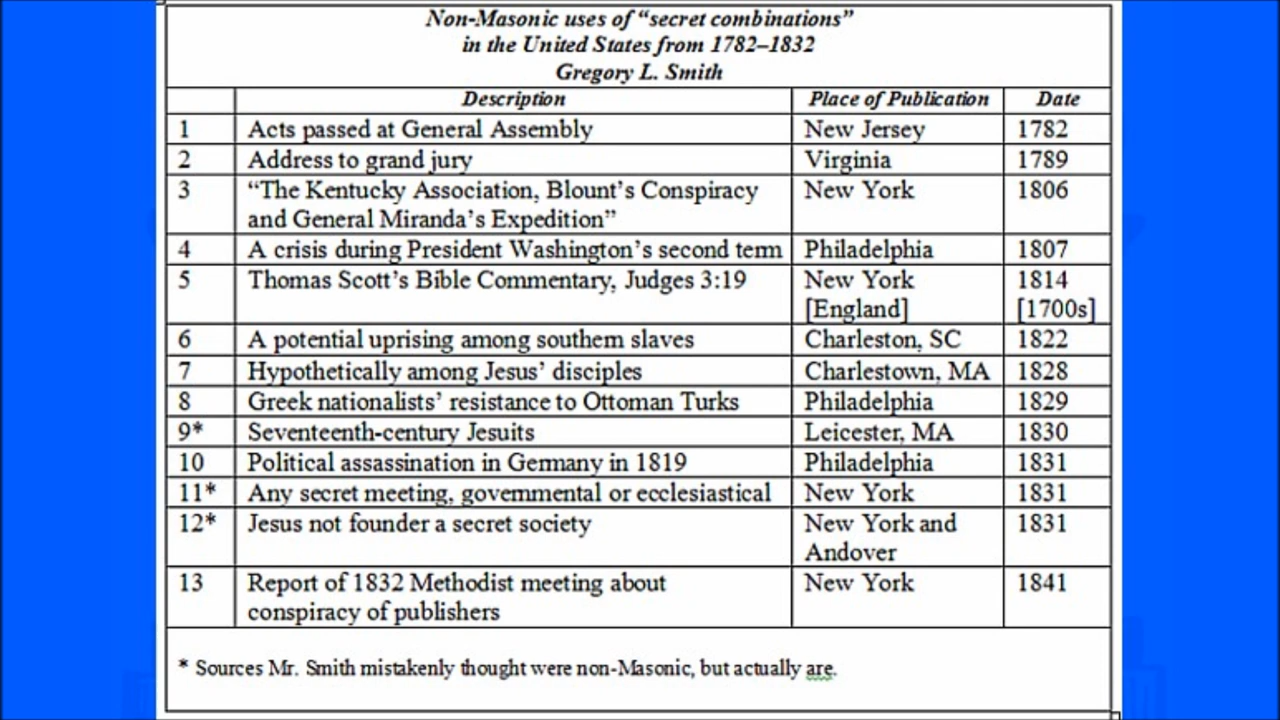 Non-Masonic uses of “secret combinations”
in the United States from 1782–1832
Gregory L. Smith
Description Place of Publication Date
1 Acts passed at General Assembly New Jersey 1782
2 Address to grand jury Virginia 1789
3 “The Kentucky Association, Blount’s Conspiracy New York 1806
and General Miranda’s Expedition”
4 A crisis during President Washington’s second term Philadelphia 1807
5 Thomas Scott’s Bible Commentary, Judges 3:19 New York 1814
[England] [1700s]
6 A potential uprising among southern slaves Charleston, SC 1822
7 Hypothetically among Jesus’ disciples Charlestown, MA 1828
8 Greek nationalists’ resistance to Ottoman Turks Philadelphia 1829
9* Seventeenth-century Jesuits Leicester, MA 1830
10 Political assassination in Germany in 1819 Philadelphia 1831
11* Any secret meeting, governmental or ecclesiastical New York 1831
12* Jesus not founder a secret society New York and 1831
Andover
13 Report of 1832 Methodist meeting about New York 1841
conspiracy of publishers
* Sources Mr. Smith mistakenly thought were non-Masonic, but actually are.